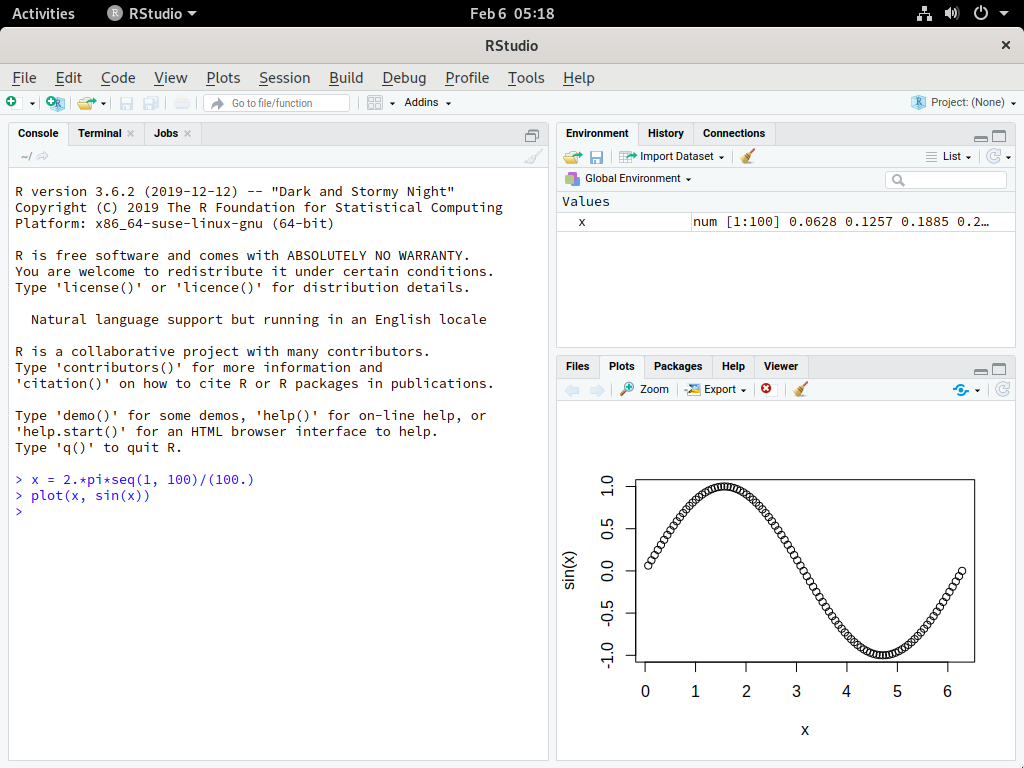 Activities RStudio Feb 6 05:18
RStudio
File Edit Code View Plots Session Build Debug Profile Tools Help
Go to file/function Addins Project: (None)
Console Terminal Jobs
~/
R version 3.6.2 (2019-12-12) -- "Dark and Stormy Night"
Copyright (C) 2019 The R Foundation for Statistical Computing
Platform: x86_64-suse-linux-gnu (64-bit)
R is free software and comes with ABSOLUTELY NO WARRANTY.
You are welcome to redistribute it under certain conditions.
Type 'license()' or 'licence()' for distribution details.
Natural language support but running in an English locale
R is a collaborative project with many contributors.
Type 'contributors()' for more information and
'citation()' on how to cite R or R packages in publications.
Type 'demo()' for some demos, 'help()' for on-line help, or
'help.start()' for an HTML browser interface to help.
Type 'q()' to quit R.
> x = 2.*pi*seq(1, 100)/(100.)
> plot(x, sin(x))
>
Environment History Connections
Import Dataset List
Global Environment
Values
x num [1:100] 0.0628 0.1257 0.1885 0.2…
Files Plots Packages Help Viewer
Zoom Export
1.0
0.5
0.0
-0.5
-1.0
sin(x)
0 1 2 3 4 5 6
x